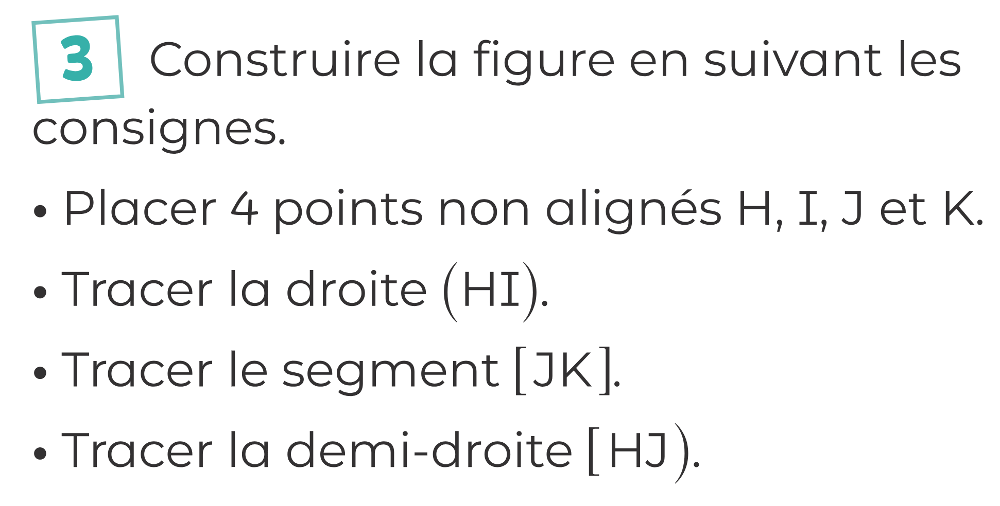 3 Construire la figure en suivant les
consignes.
• Placer 4 points non alignés H, I, J et K.
• Tracer la droite (HI).
• Tracer le segment [JK].
• Tracer la demi-droite [HJ).